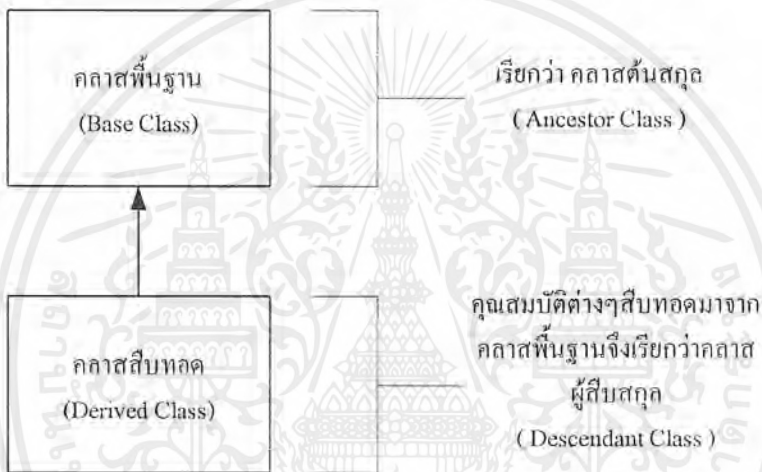 คลาสพื้นฐาน
(Base Class)
เรียกว่า คลาสต้นสกุล
( Ancestor Class )
คลาสสืบทอด
(Derived Class)
คุณสมบัติต่างๆสืบทอดมาจาก
คลาสพื้นฐานจึงเรียกว่าคลาส
ผู้สืบสกุล
( Descendant Class )